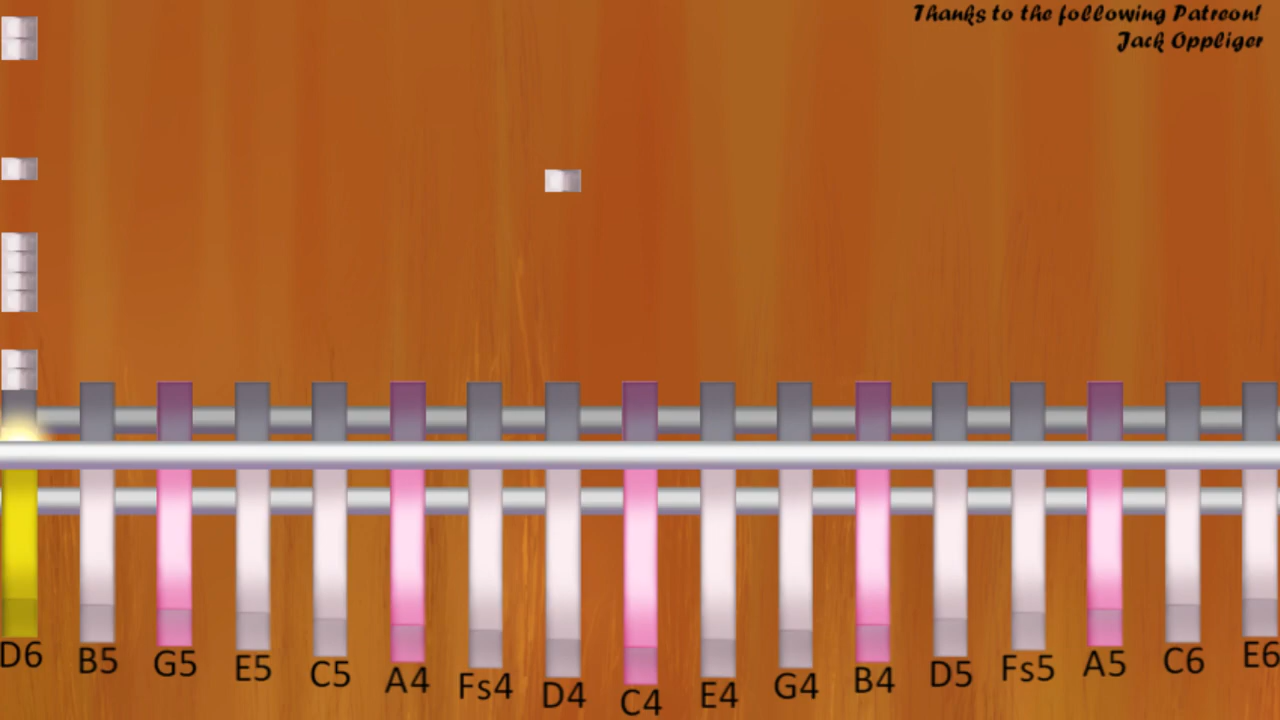 Thanks to the following Patreon!
Jack Oppliger
D6 B5 G5 E5 C5 A4 Fs4 D4 C4 E4 G4 B4 D5 Fs5 A5 C6 E6